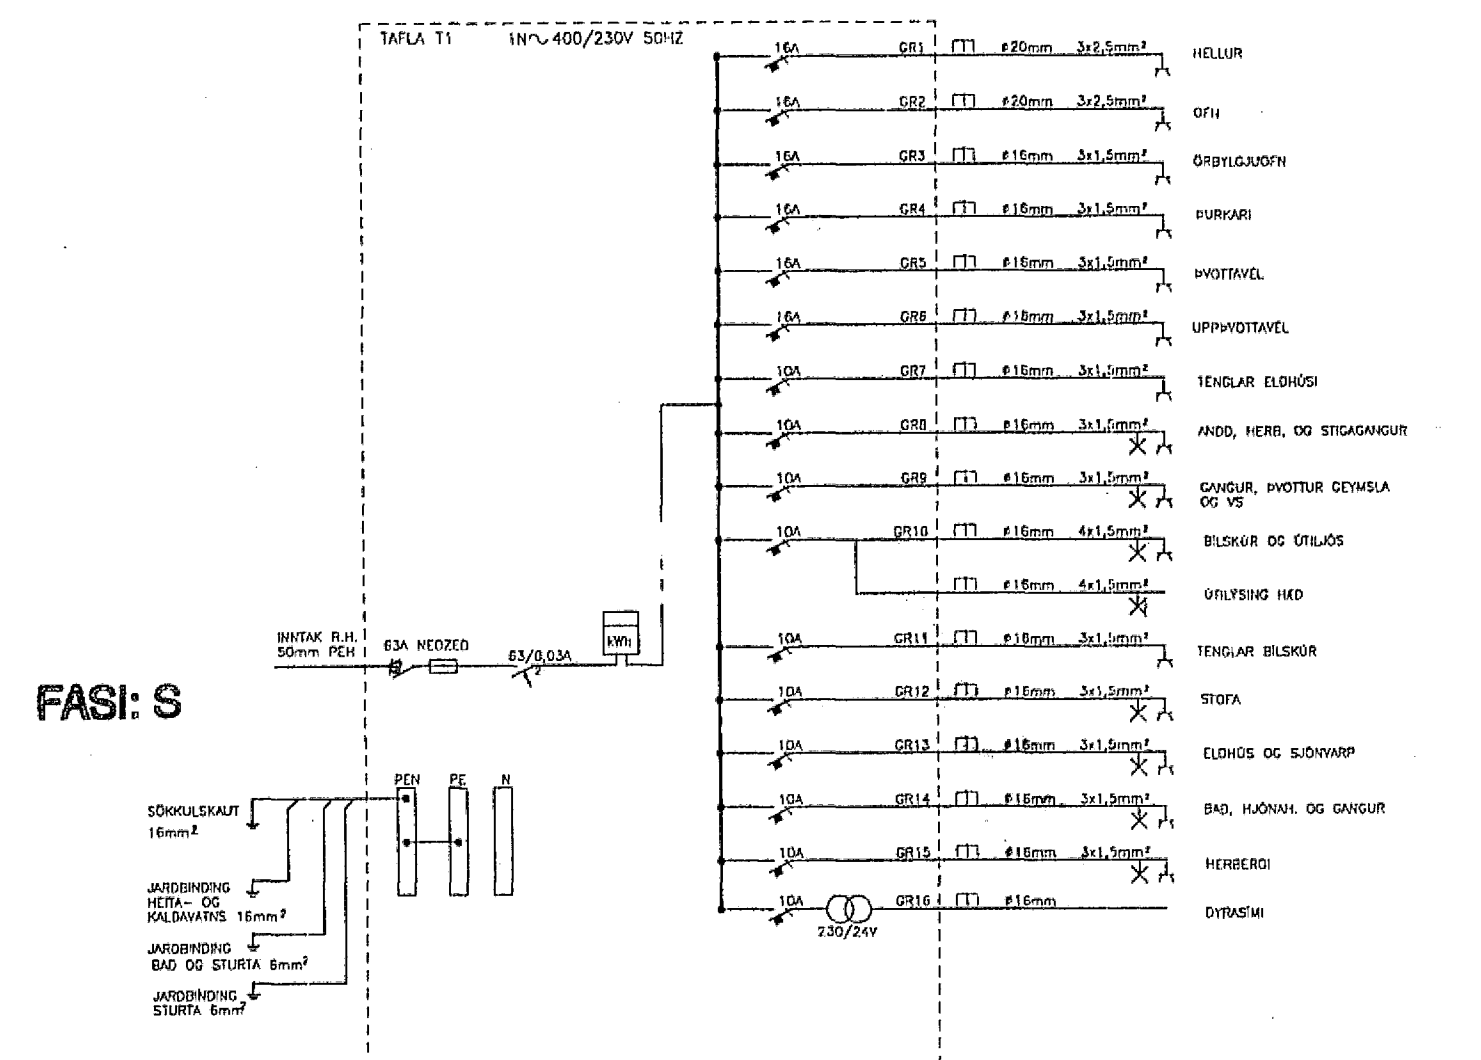 TAFLA T1 1N~400/230V 50HZ
16A GR1 ø20mm 3x2,5mm² HELLUR
16A GR2 ø20mm 3x2,5mm² OFN
16A GR3 ø16mm 3x1,5mm² ÖRBYLGJUOFN
16A GR4 ø16mm 3x1,5mm² ÞURKARI
16A GR5 ø16mm 3x1,5mm² ÞVOTTAVÉL
16A GR6 ø16mm 3x1,5mm² UPPÞVOTTAVÉL
10A GR7 ø16mm 3x1,5mm² TENGLAR ELDHÚSI
10A GR8 ø16mm 3x1,5mm² ANDD, HERB, OG STIGAGANGUR
10A GR9 ø16mm 3x1,5mm² GANGUR, ÞVOTTUR GEYMSLA
OG VS
10A GR10 ø16mm 4x1,5mm² BÍLSKÚR OG ÚTILJÓS
ø16mm 4x1,5mm² ÚTILÝSING HÆÐ
10A GR11 ø16mm 3x1,5mm² TENGLAR BÍLSKÚR
10A GR12 ø16mm 3x1,5mm² STOFA
10A GR13 ø16mm 3x1,5mm² ELDHÚS OG SJÓNVARP
10A GR14 ø16mm 3x1,5mm² BAÐ, HJÓNAH. OG GANGUR
10A GR15 ø16mm 3x1,5mm² HERBERGI
10A GR16 ø16mm DYRASÍMI
230/24V
INNTAK R.H.
50mm PEH
63A NEOZED
63/0,03A
2
kWh
FASI: S
PEN PE N
SÖKKULSKAUT
16mm²
JARÐBINDING
HEITA- OG
KALDAVATNS 16mm²
JARÐBINDING
BAÐ OG STURTA 6mm²
JARÐBINDING
STURTA 6mm²